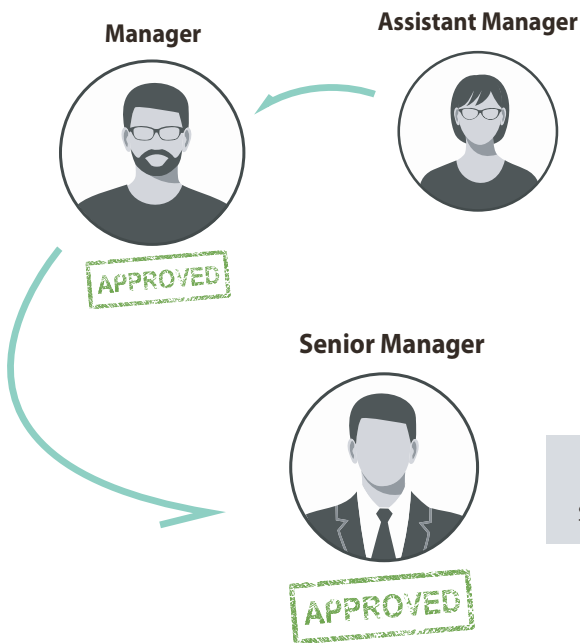 Assistant Manager
Manager
APPROVED
Senior Manager
APPROVED